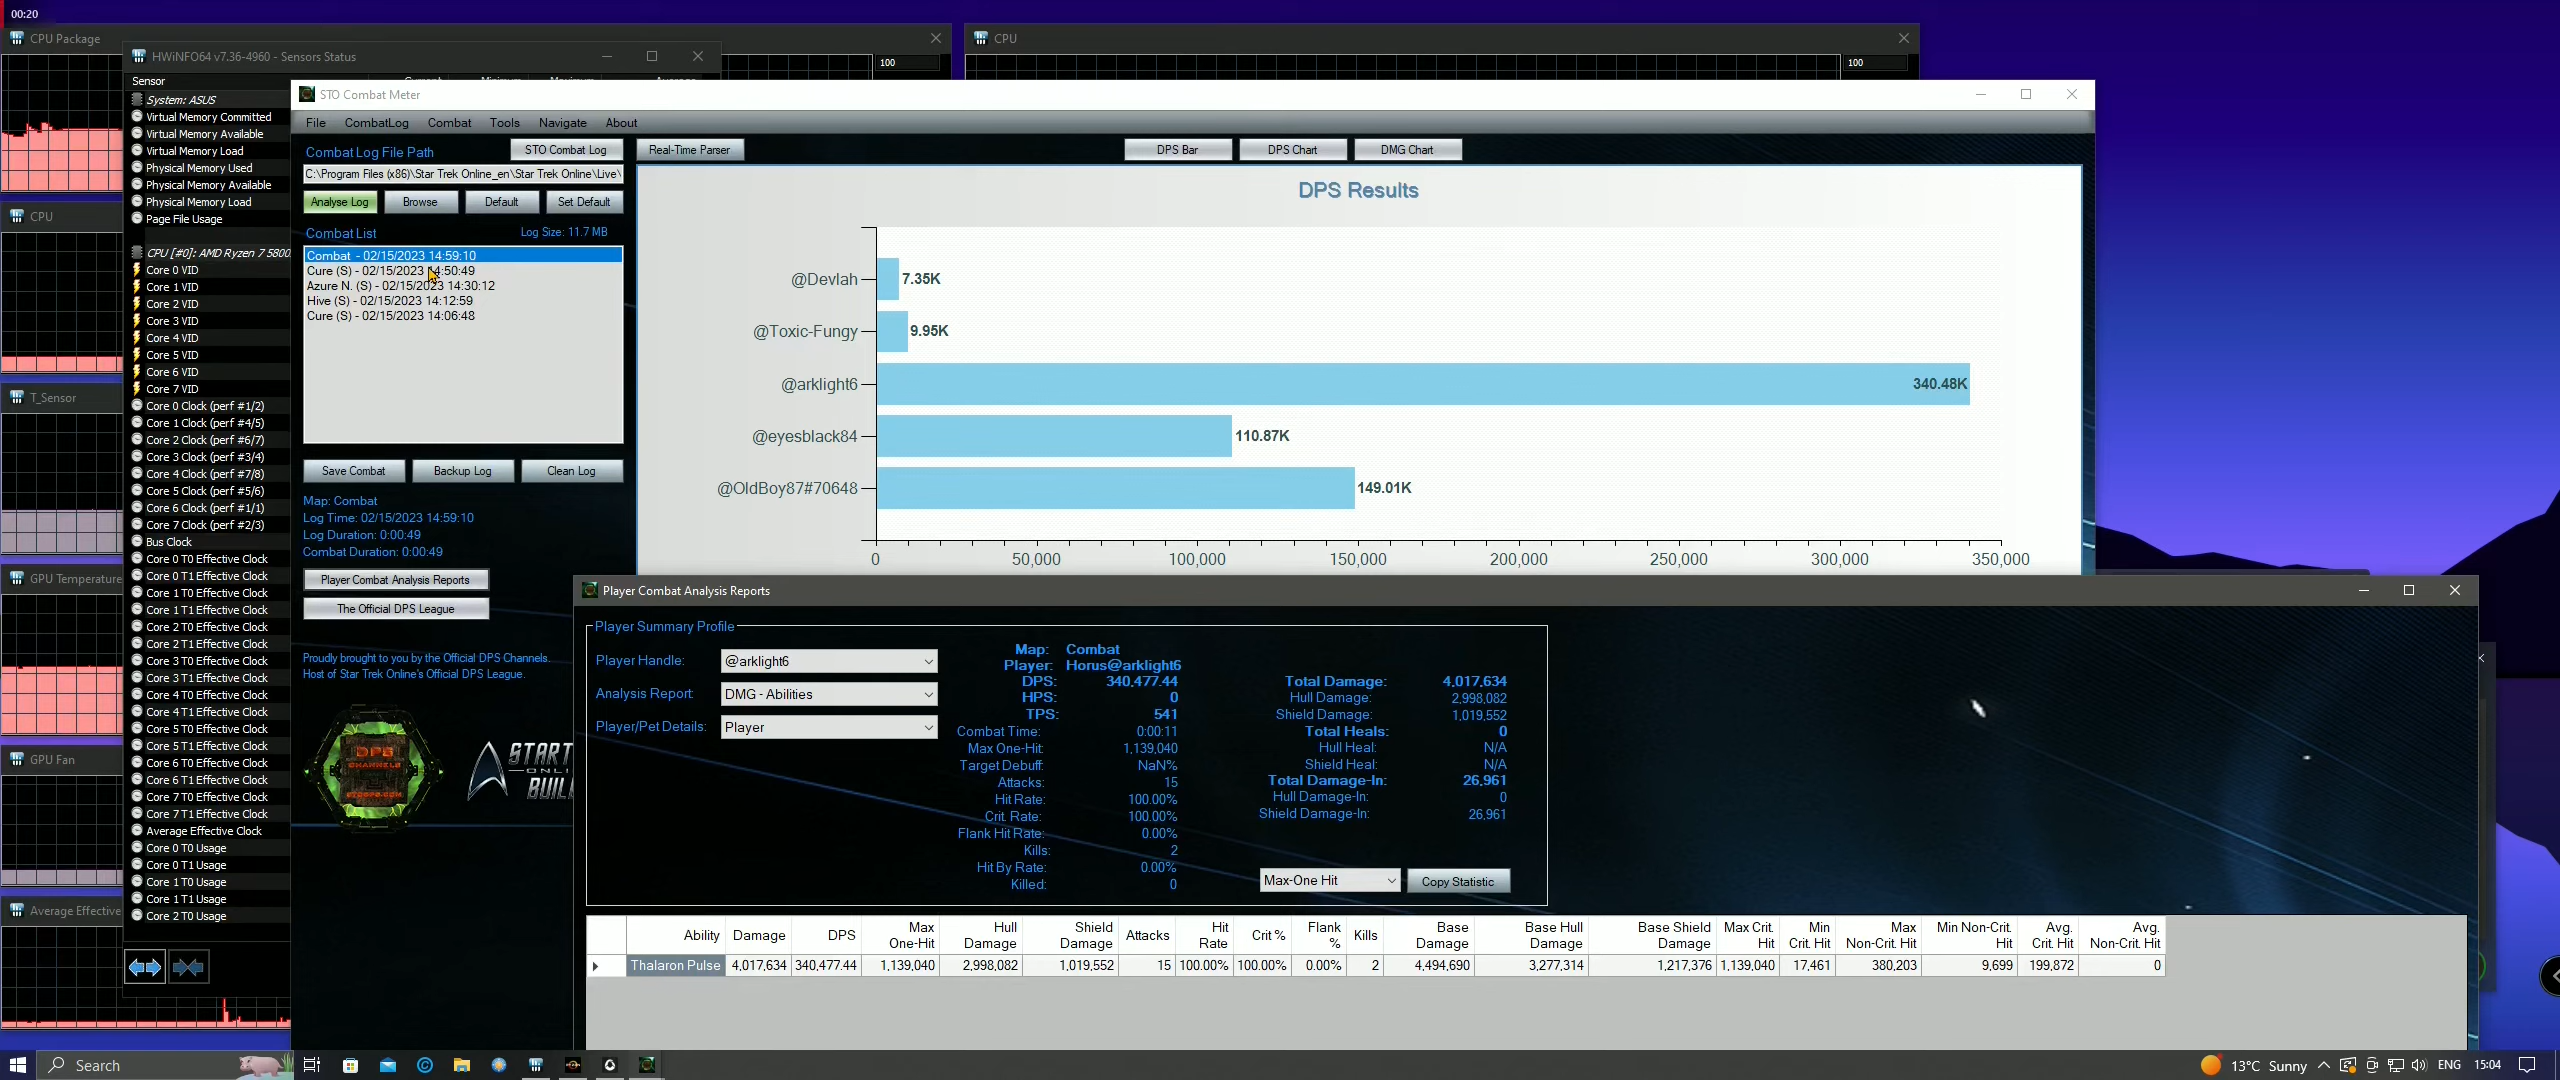 00:20
CPU Package
HWiNFO64 v7.36-4960 - Sensors Status
100
CPU
100
Sensor
System: ASUS
Virtual Memory Committed
Virtual Memory Available
Virtual Memory Load
Physical Memory Used
Physical Memory Available
Physical Memory Load
Page File Usage
CPU [#0]: AMD Ryzen 7 5800
Core 0 VID
Core 1 VID
Core 2 VID
Core 3 VID
Core 4 VID
Core 5 VID
Core 6 VID
Core 7 VID
Core 0 Clock (perf #1/2)
Core 1 Clock (perf #4/5)
Core 2 Clock (perf #6/7)
Core 3 Clock (perf #3/4)
Core 4 Clock (perf #7/8)
Core 5 Clock (perf #5/6)
Core 6 Clock (perf #1/1)
Core 7 Clock (perf #2/3)
Bus Clock
Core 0 T0 Effective Clock
Core 0 T1 Effective Clock
Core 1 T0 Effective Clock
Core 1 T1 Effective Clock
Core 2 T0 Effective Clock
Core 2 T1 Effective Clock
Core 3 T0 Effective Clock
Core 3 T1 Effective Clock
Core 4 T0 Effective Clock
Core 4 T1 Effective Clock
Core 5 T0 Effective Clock
Core 5 T1 Effective Clock
Core 6 T0 Effective Clock
Core 6 T1 Effective Clock
Core 7 T0 Effective Clock
Core 7 T1 Effective Clock
Average Effective Clock
Core 0 T0 Usage
Core 0 T1 Usage
Core 1 T0 Usage
Core 1 T1 Usage
Core 2 T0 Usage
CPU
T_Sensor
GPU Temperature
GPU Fan
Average Effective
STO Combat Meter
File CombatLog Combat Tools Navigate About
Combat Log File Path STO Combat Log Real-Time Parser DPS Bar DPS Chart DMG Chart
C:\Program Files (x86)\Star Trek Online_en\Star Trek Online\Live\
Analyse Log Browse Default Set Default
Combat List Log Size: 11.7 MB
Combat - 02/15/2023 14:59:10
Cure (S) - 02/15/2023 14:50:49
Azure N. (S) - 02/15/2023 14:30:12
Hive (S) - 02/15/2023 14:12:59
Cure (S) - 02/15/2023 14:06:48
Save Combat Backup Log Clean Log
Map: Combat
Log Time: 02/15/2023 14:59:10
Log Duration: 0:00:49
Combat Duration: 0:00:49
Player Combat Analysis Reports
The Official DPS League
Proudly brought to you by the Official DPS Channels.
Host of Star Trek Online's Official DPS League.
DPS
CHANNELS
START
BUIL
DPS Results
@Devlah 7.35K
@Toxic-Fungy 9.95K
@arklight6 340.48K
@eyesblack84 110.87K
@OldBoy87#70648 149.01K
0 50,000 100,000 150,000 200,000 250,000 300,000 350,000
Player Combat Analysis Reports
Player Summary Profile
Player Handle: @arklight6
Analysis Report: DMG - Abilities
Player/Pet Details: Player
Map: Combat
Player: Horus@arklight6
DPS: 340,477.44
HPS: 0
TPS: 541
Combat Time: 0:00:11
Max One-Hit: 1,139,040
Target Debuff: NaN%
Attacks: 15
Hit Rate: 100.00%
Crit. Rate: 100.00%
Flank Hit Rate: 0.00%
Kills: 2
Hit By Rate: 0.00%
Killed: 0
Total Damage: 4,017,634
Hull Damage: 2,998,082
Shield Damage: 1,019,552
Total Heals: 0
Hull Heal: N/A
Shield Heal: N/A
Total Damage-In: 26,961
Hull Damage-In: 0
Shield Damage-In: 26,961
Max-One Hit Copy Statistic
Ability Damage DPS Max One-Hit Hull Damage Shield Damage Attacks Hit Rate Crit % Flank % Kills Base Damage Base Hull Damage Base Shield Damage Max Crit. Hit Min Crit. Hit Max Non-Crit. Hit Min Non-Crit. Hit Avg. Crit. Hit Avg. Non-Crit. Hit
Thalaron Pulse 4,017,634 340,477.44 1,139,040 2,998,082 1,019,552 15 100.00% 100.00% 0.00% 2 4,494,690 3,277,314 1,217,376 1,139,040 17,461 380,203 9,699 199,872 0
Search
13°C Sunny ENG 15:04